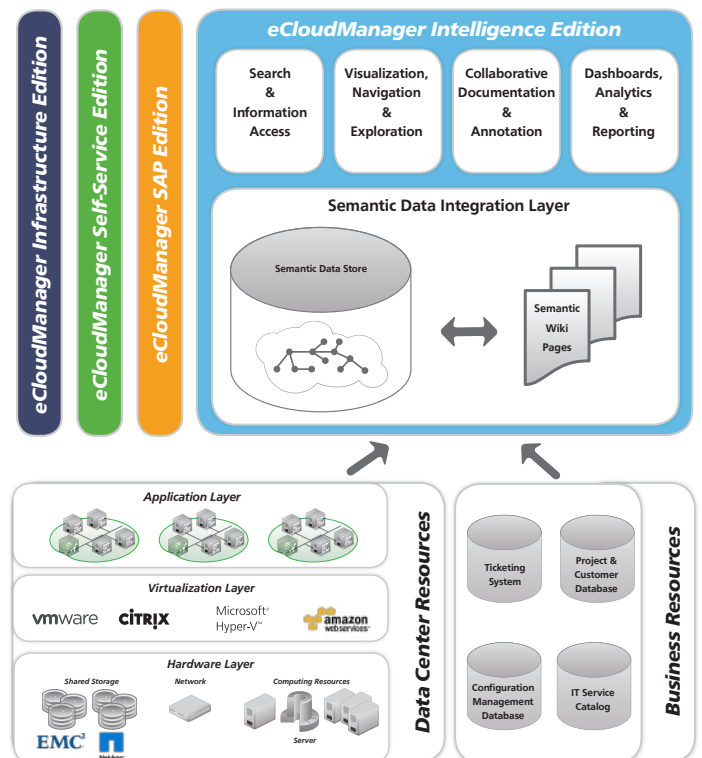 eCloudManager Infrastructure Edition
eCloudManager Self-Service Edition
eCloudManager SAP Edition
eCloudManager Intelligence Edition
Search
&
Information
Access
Visualization,
Navigation
&
Exploration
Collaborative
Documentation
&
Annotation
Dashboards,
Analytics
&
Reporting
Semantic Data Integration Layer
Semantic Data Store
Semantic
Wiki
Pages
Application Layer
Virtualization Layer
vmware
CITRIX
Microsoft®
Hyper-V™
amazon
webservices™
Hardware Layer
Shared Storage
Network
Computing Resources
Server
EMC²
Data Center Resources
Ticketing
System
Project &
Customer
Database
Configuration
Management
Database
IT Service
Catalog
Business Resources